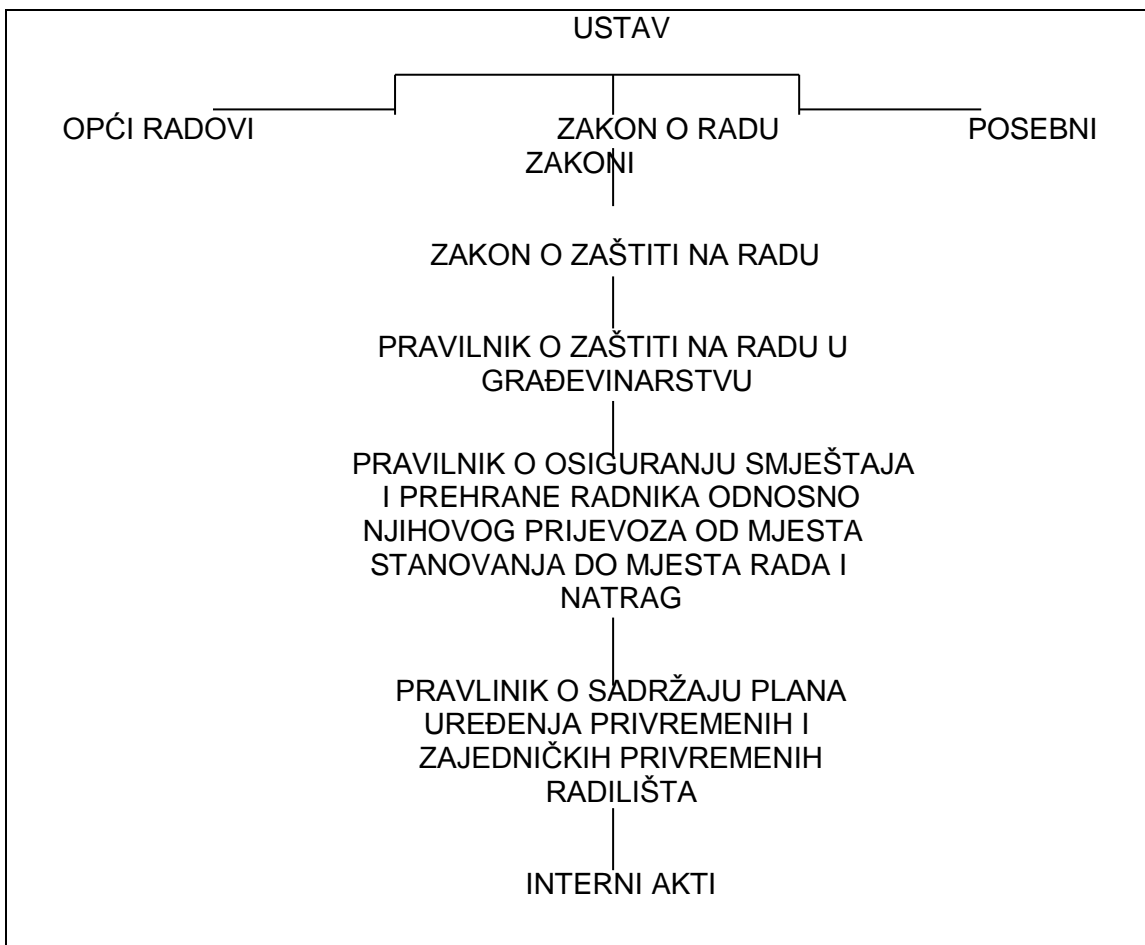 USTAV
OPĆI RADOVI ZAKON O RADU POSEBNI
ZAKONI
ZAKON O ZAŠTITI NA RADU
PRAVILNIK O ZAŠTITI NA RADU U
GRAĐEVINARSTVU
PRAVILNIK O OSIGURANJU SMJEŠTAJA
I PREHRANE RADNIKA ODNOSNO
NJIHOVOG PRIJEVOZA OD MJESTA
STANOVANJA DO MJESTA RADA I
NATRAG
PRAVLINIK O SADRŽAJU PLANA
UREĐENJA PRIVREMENIH I
ZAJEDNIČKIH PRIVREMENIH
RADILIŠTA
INTERNI AKTI